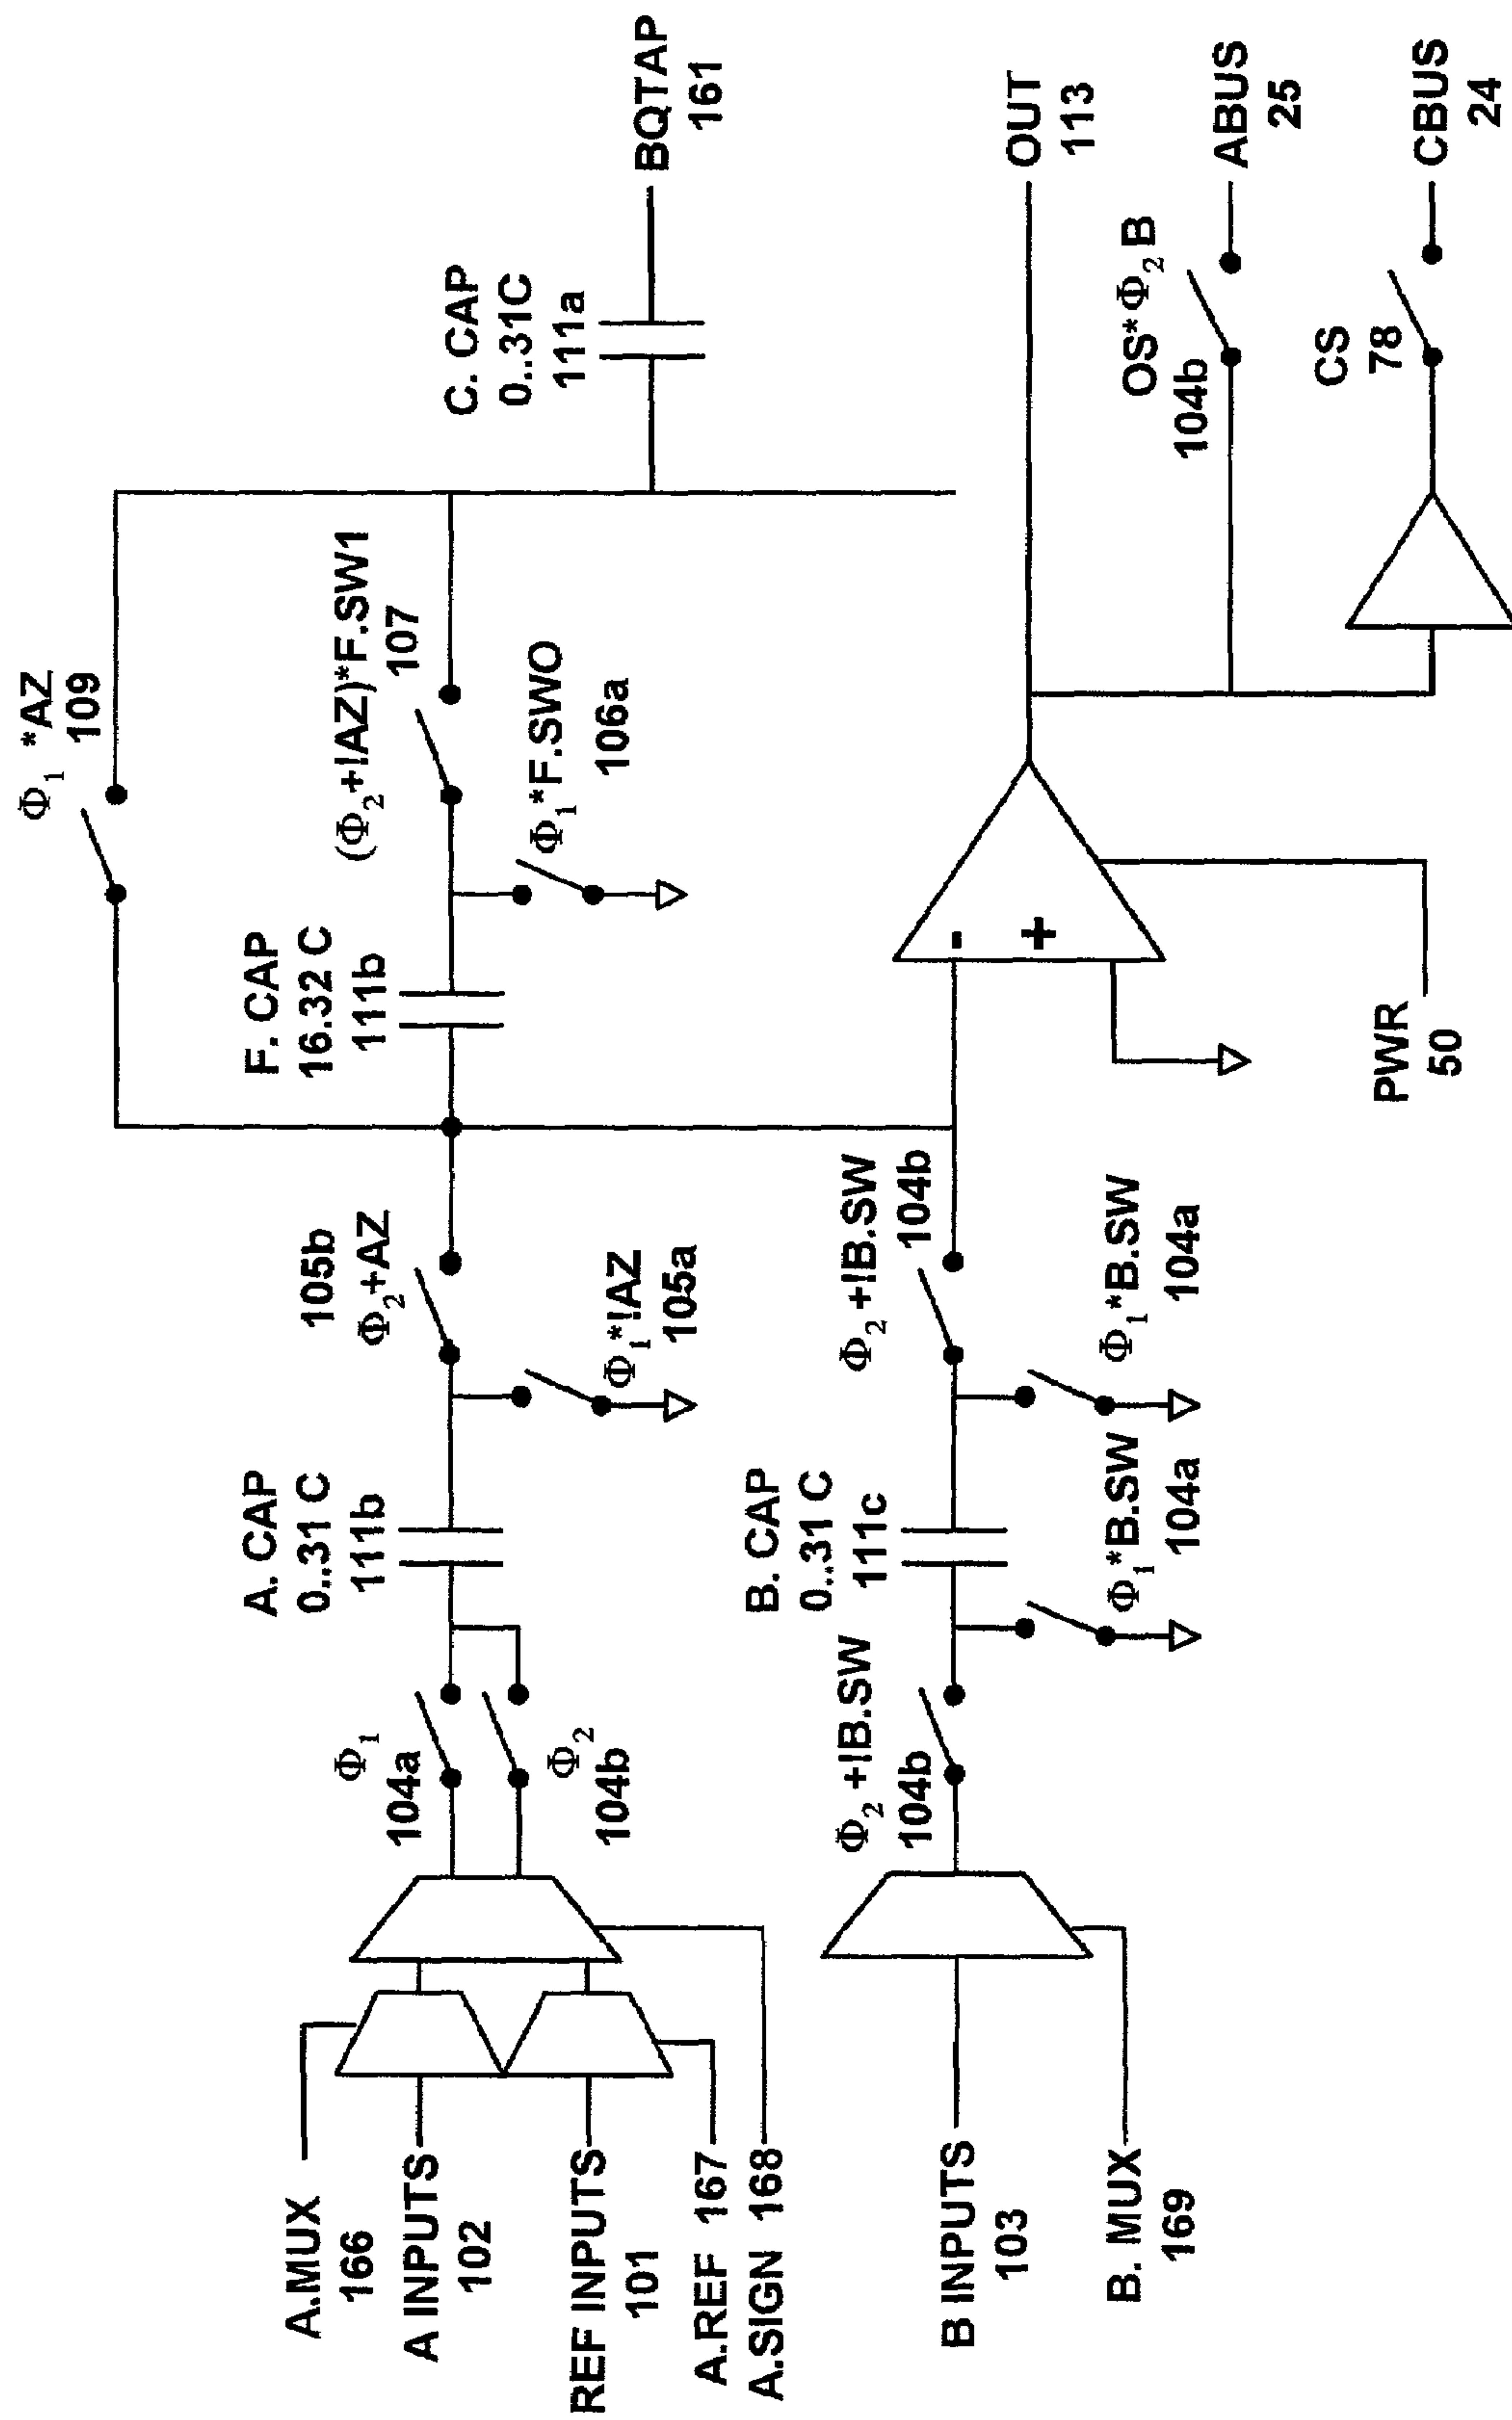 Φ1 *AZ
109
F. CAP
16.32 C
111b
(Φ2+!AZ)*F.SW1
107
Φ1*F.SWO
106a
C. CAP
0..31C
111a
BQTAP
161
A.MUX
166
A INPUTS
102
REF INPUTS
101
A.REF 167
A.SIGN 168
Φ1
104a
Φ2
104b
A. CAP
0..31 C
111b
105b
Φ2+AZ
Φ1*!AZ
105a
B INPUTS
103
B. MUX
169
Φ2+!B.SW
104b
B. CAP
0..31 C
111c
Φ1*B.SW
104a
Φ2+!B.SW
104b
Φ1*B.SW
104a
-
+
PWR
50
OUT
113
OS*Φ2B
104b
ABUS
25
CS
78
CBUS
24